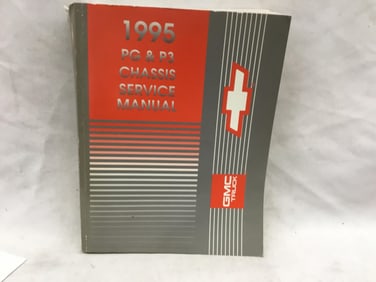 1995
PG & P3
CHASSIS
SERVICE
MANUAL
GMC
TRUCK